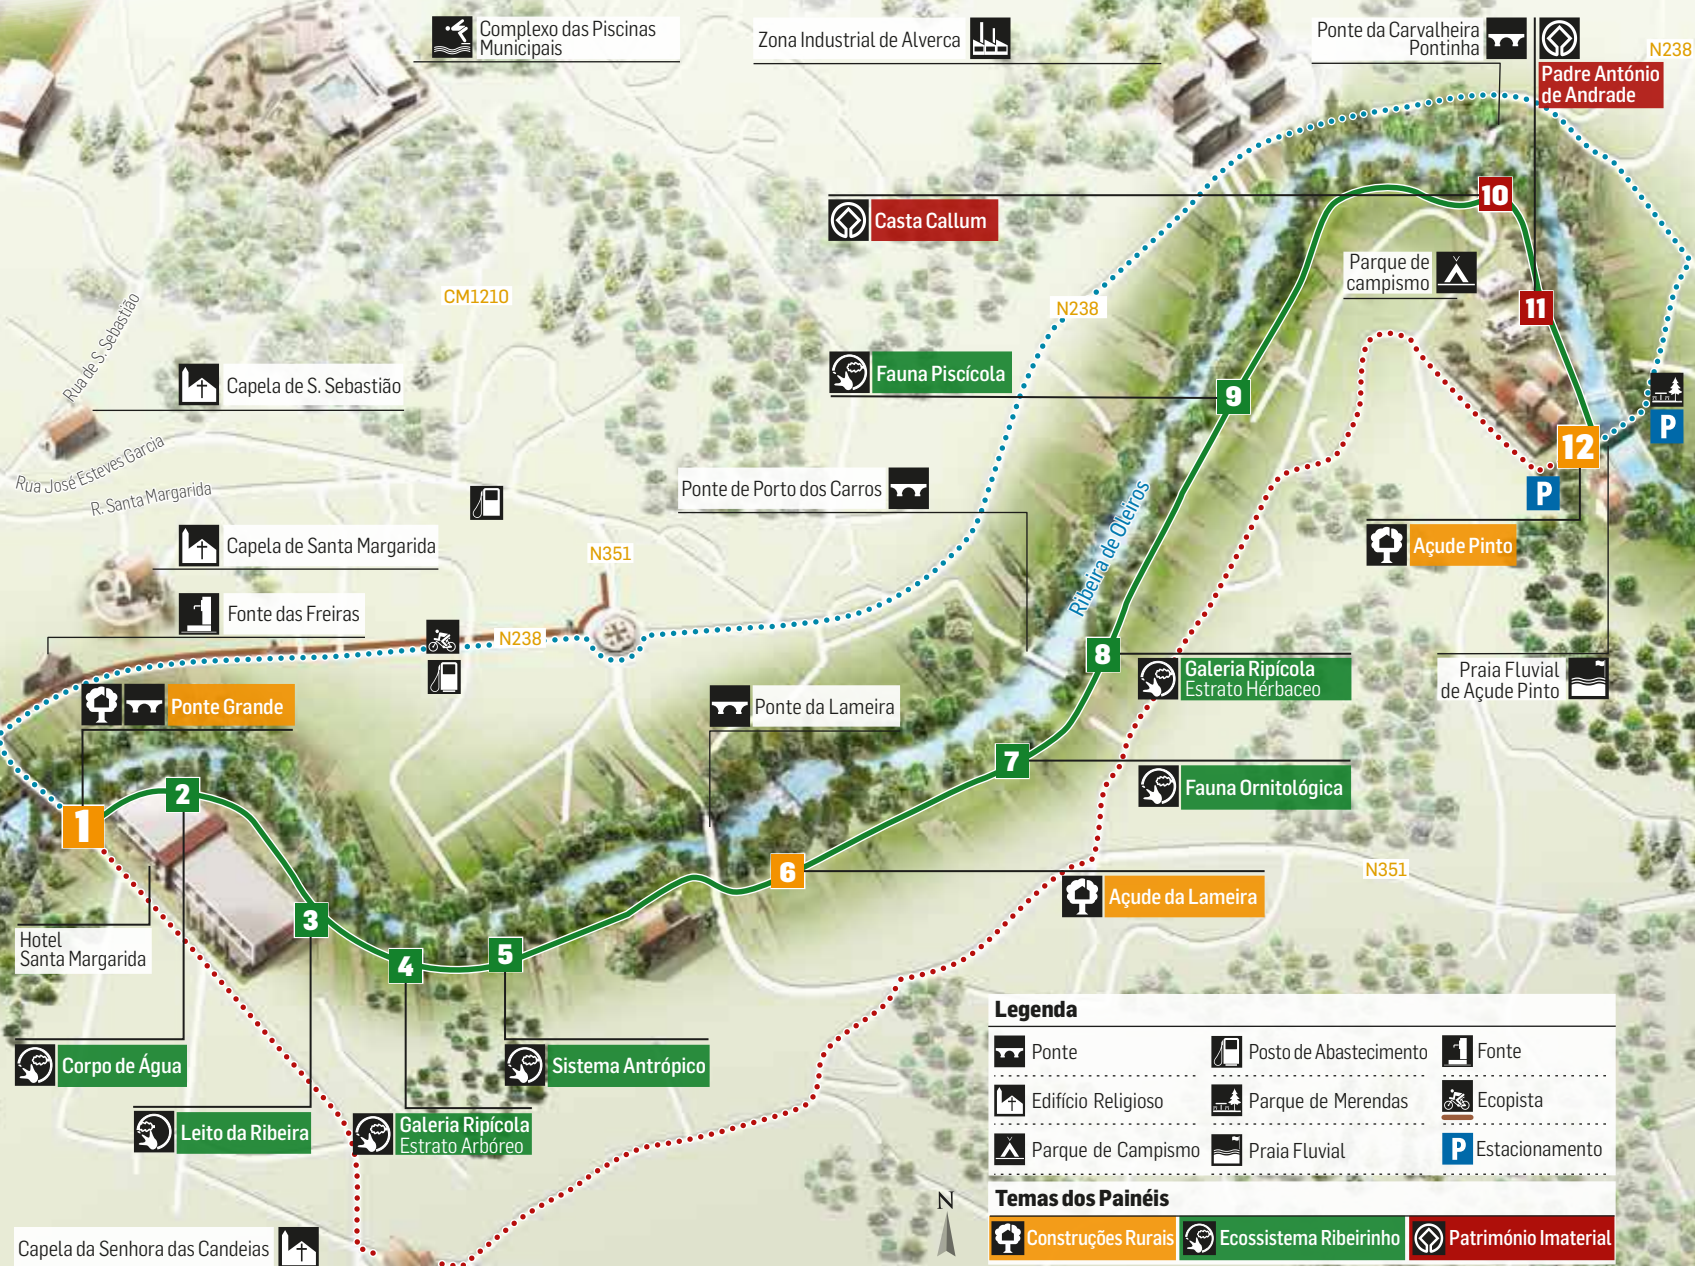 Complexo das Piscinas
Municipais
Zona Industrial de Alverca
Ponte da Carvalheira
Pontinha
N238
Padre António
de Andrade
10
Casta Callum
Parque de
campismo
CM1210
N238
11
Rua de S. Sebastião
Capela de S. Sebastião
Fauna Piscícola
9
P
12
Rua José Esteves Garcia
R. Santa Margarida
Ponte de Porto dos Carros
P
Ribeira de Oleiros
Capela de Santa Margarida
N351
Açude Pinto
Fonte das Freiras
N238
8
Galeria Ripícola
Estrato Hérbaceo
Praia Fluvial
de Açude Pinto
Ponte Grande
Ponte da Lameira
7
Fauna Ornitológica
2
1
6
N351
Açude da Lameira
3
Hotel
Santa Margarida
4
5
Corpo de Água
Sistema Antrópico
Leito da Ribeira
Galeria Ripícola
Estrato Arbóreo
Capela da Senhora das Candeias
N
Legenda
Ponte
Posto de Abastecimento
Fonte
Edifício Religioso
Parque de Merendas
Ecopista
Parque de Campismo
Praia Fluvial
P Estacionamento
Temas dos Painéis
Construções Rurais
Ecossistema Ribeirinho
Património Imaterial